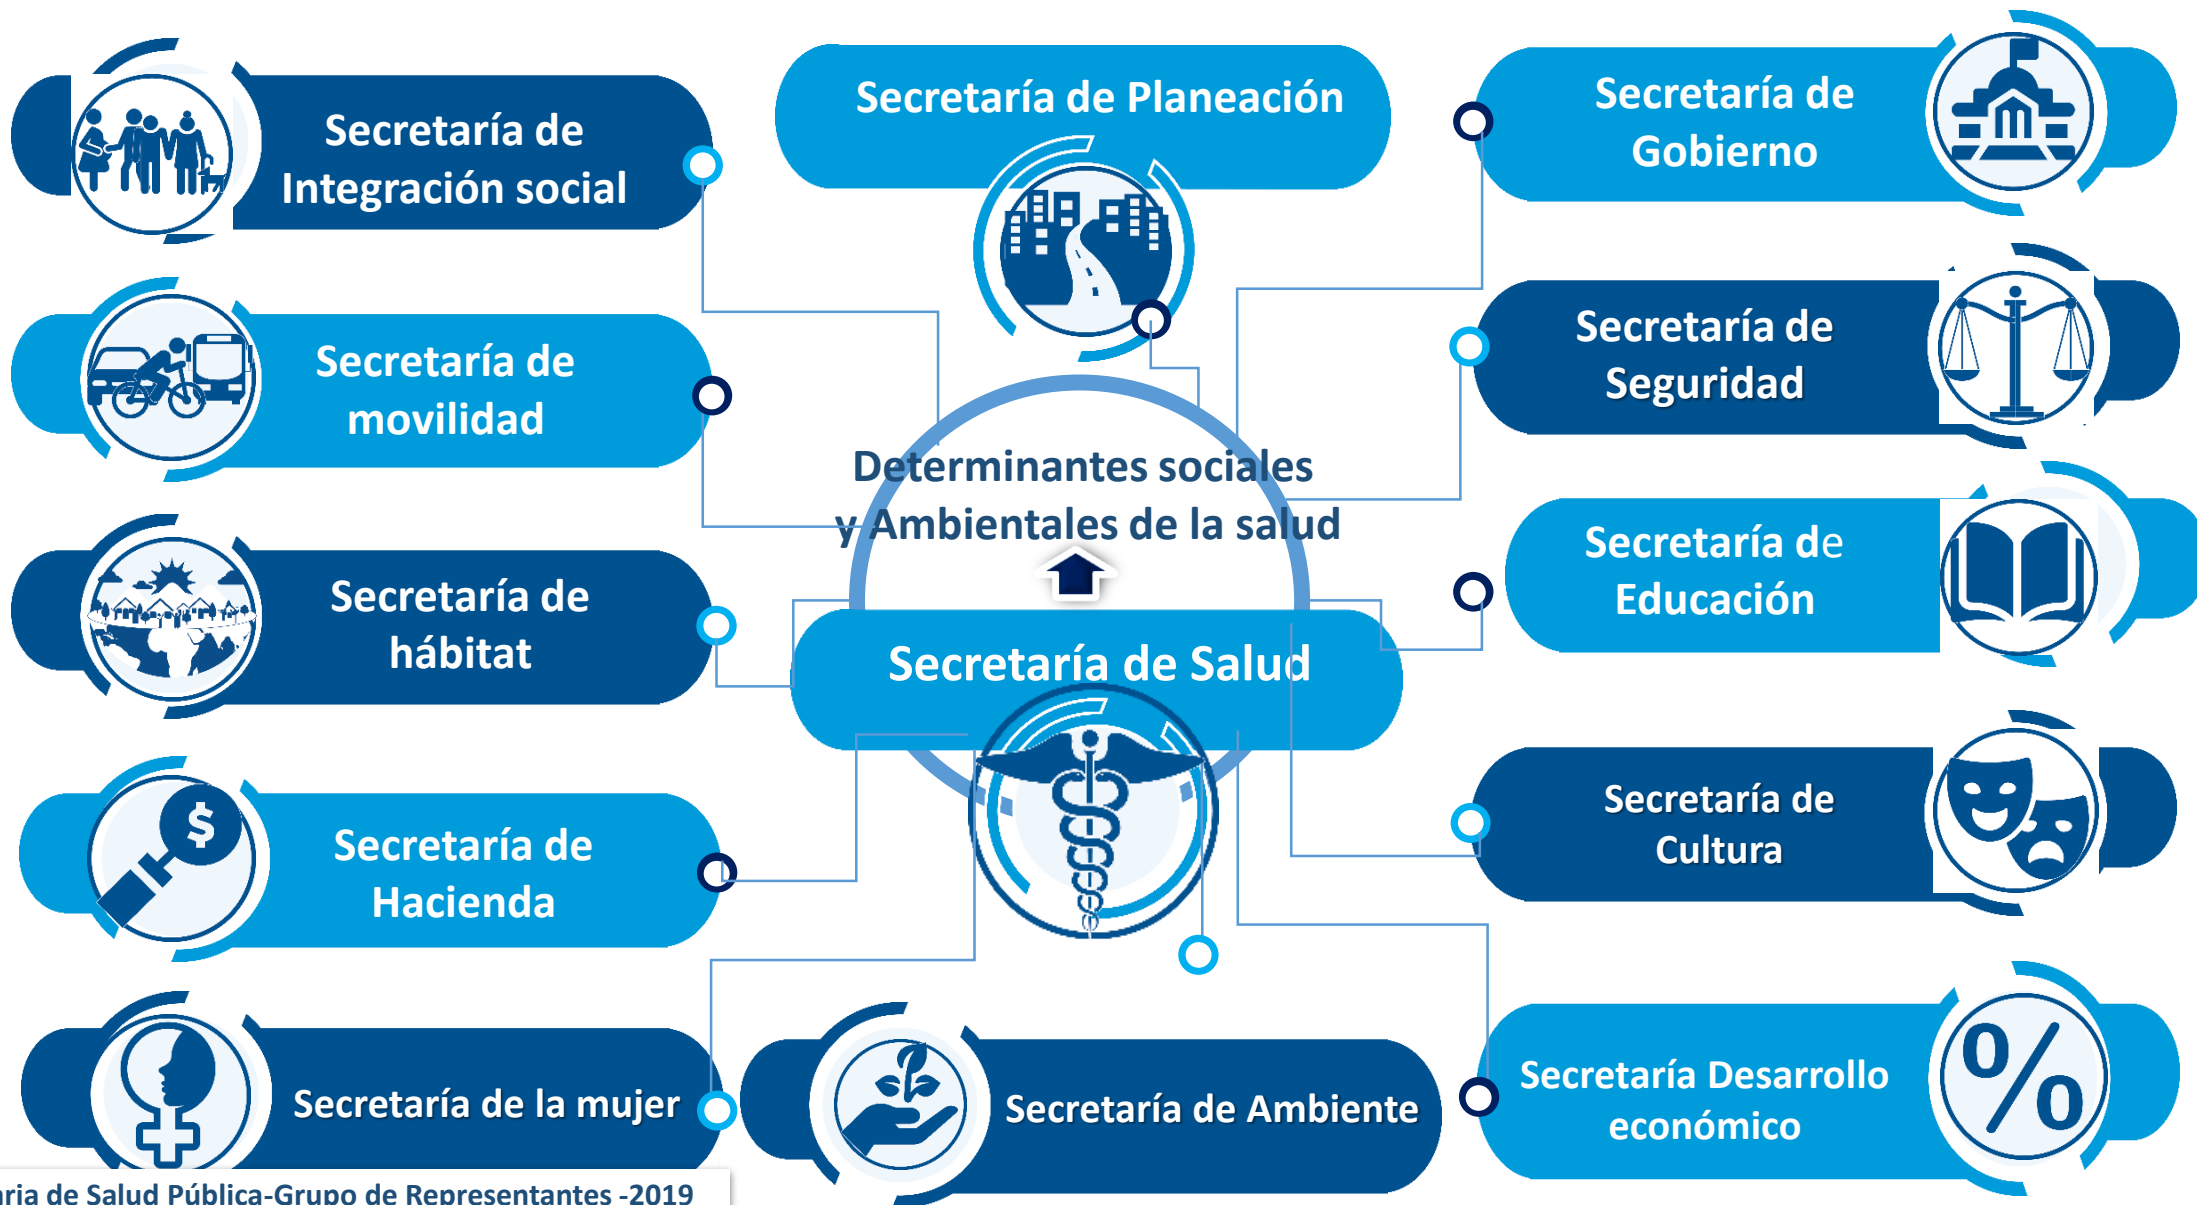 Secretaría de
Integración social
Secretaría de Planeación
Secretaría de
Gobierno
Secretaría de
movilidad
Secretaría de
Seguridad
Determinantes sociales
y Ambientales de la salud
Secretaría de
Educación
Secretaría de
hábitat
Secretaría de Salud
Secretaría de
Cultura
$
Secretaría de
Hacienda
Secretaría de la mujer
Secretaría de Ambiente
Secretaría Desarrollo
económico
%
de Salud Pública-Grupo de Representantes -2019